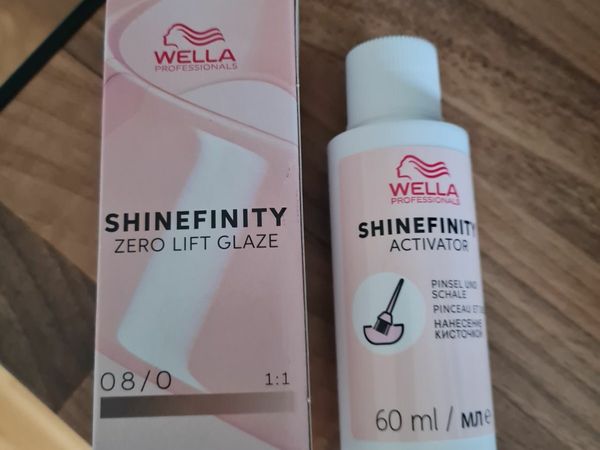 WELLA
PROFESSIONALS
SHINEFINITY
ZERO LIFT GLAZE
08/0 1:1
WELLA
PROFESSIONALS
SHINEFINITY
ACTIVATOR
PINSEL UND
SCHALE
PINCEAU ET
НАНЕСЕНИЕ
КИСТОЧКОЙ
60 ml / мл e